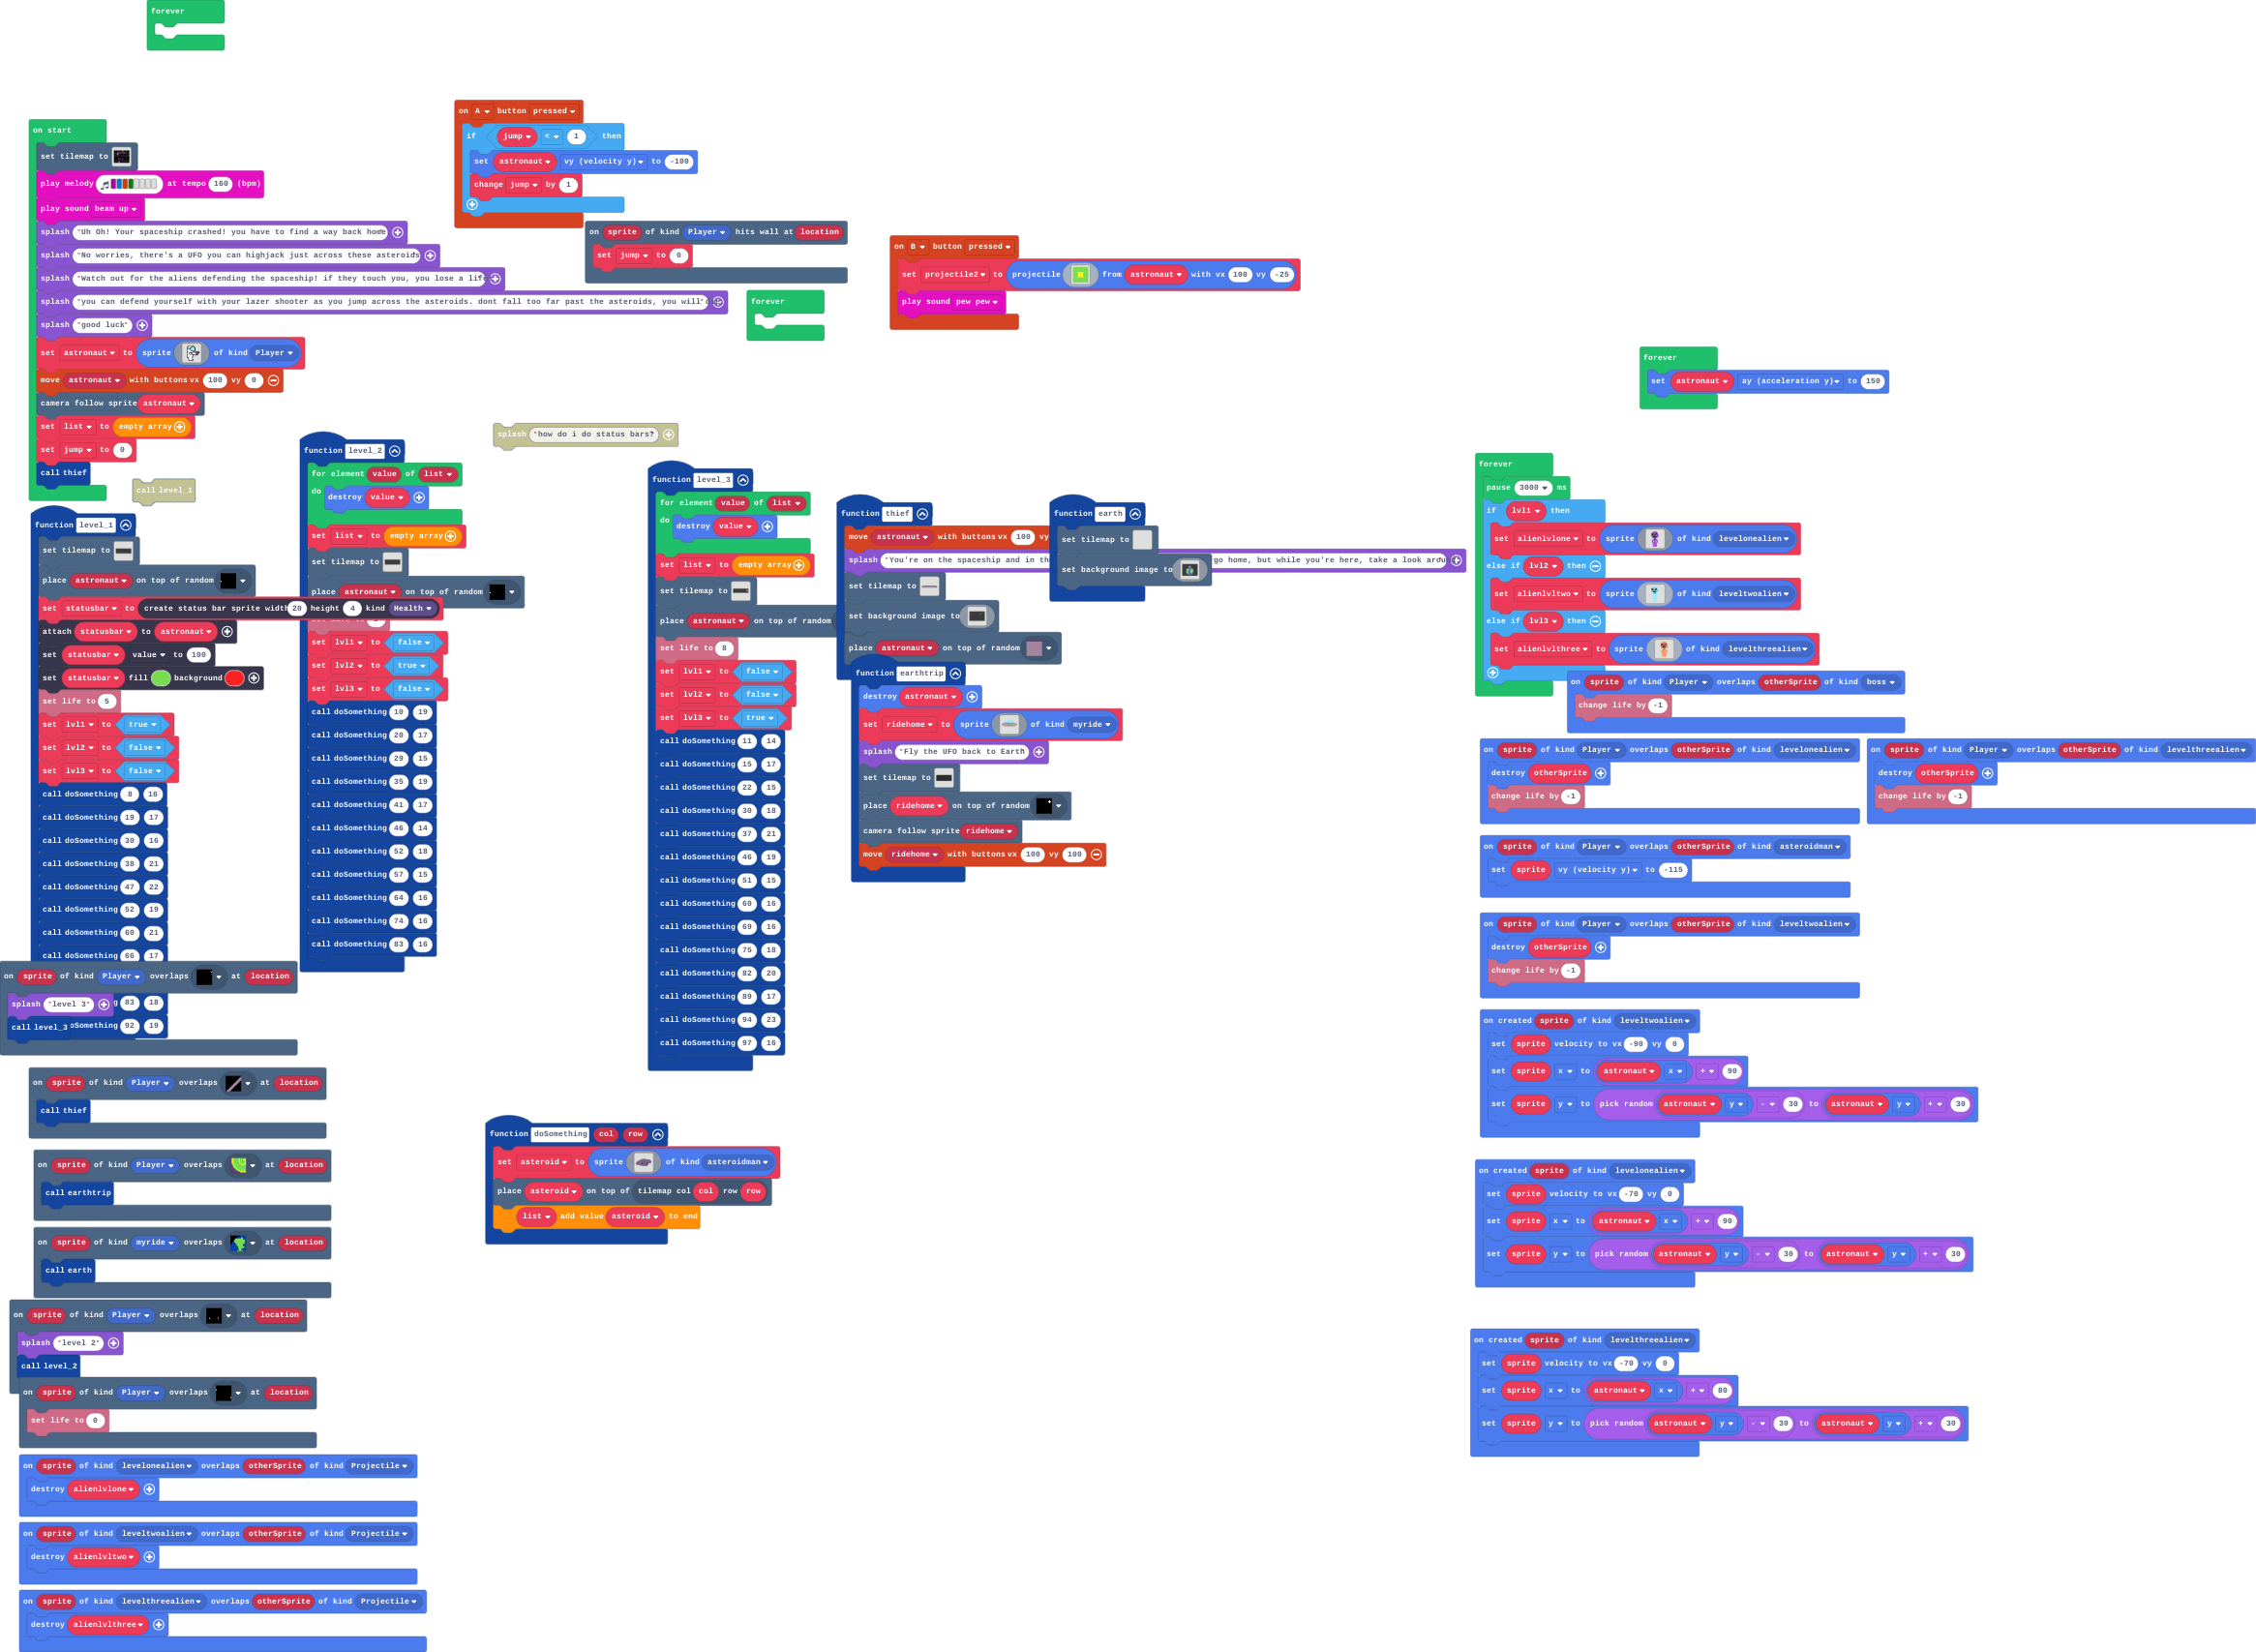 forever
on start
set tilemap to
play melody at tempo 160 (bpm)
play sound beam up
splash "Uh Oh! Your spaceship crashed! you have to find a way back home
splash "No worries, there's a UFO you can highjack just across these asteroids
splash "Watch out for the aliens defending the spaceship! if they touch you, you lose a lif
splash "you can defend yourself with your lazer shooter as you jump across the asteroids. dont fall too far past the asteroids, you will
splash "good luck"
set astronaut to sprite of kind Player
move astronaut with buttons vx 100 vy 0
camera follow sprite astronaut
set list to empty array
set jump to 0
call thief
call level_1
on A button pressed
if jump < 1 then
set astronaut vy (velocity y) to -100
change jump by 1
on sprite of kind Player hits wall at location
set jump to 0
forever
on B button pressed
set projectile2 to projectile from astronaut with vx 100 vy -25
play sound pew pew
forever
set astronaut ay (acceleration y) to 150
splash "how do i do status bars?
function level_1
set tilemap to
place astronaut on top of random
set statusbar to create status bar sprite width 20 height 4 kind Health
attach statusbar to astronaut
set statusbar value to 100
set statusbar fill background
set life to 5
set lvl1 to true
set lvl2 to false
set lvl3 to false
call doSomething 8 16
call doSomething 19 17
call doSomething 30 16
call doSomething 38 21
call doSomething 47 22
call doSomething 52 19
call doSomething 60 21
call doSomething 66 17
83 18
oSomething 92 19
function level_2
for element value of list
do destroy value
set list to empty array
set tilemap to
place astronaut on top of random
set lvl1 to false
set lvl2 to true
set lvl3 to false
call doSomething 10 19
call doSomething 20 17
call doSomething 29 15
call doSomething 35 19
call doSomething 41 17
call doSomething 46 14
call doSomething 52 18
call doSomething 57 15
call doSomething 64 16
call doSomething 74 16
call doSomething 83 16
function level_3
for element value of list
do destroy value
set list to empty array
set tilemap to
place astronaut on top of random
set life to 8
set lvl1 to false
set lvl2 to false
set lvl3 to true
call doSomething 11 14
call doSomething 15 17
call doSomething 22 15
call doSomething 30 18
call doSomething 37 21
call doSomething 46 19
call doSomething 51 15
call doSomething 60 16
call doSomething 69 16
call doSomething 75 18
call doSomething 82 20
call doSomething 89 17
call doSomething 94 23
call doSomething 97 16
function thief
move astronaut with buttons vx 100 vy
splash "You're on the spaceship and in th go home, but while you're here, take a look arou
set tilemap to
set background image to
place astronaut on top of random
function earth
set tilemap to
set background image to
function earthtrip
destroy astronaut
set ridehome to sprite of kind myride
splash "Fly the UFO back to Earth
set tilemap to
place ridehome on top of random
camera follow sprite ridehome
move ridehome with buttons vx 100 vy 100
forever
pause 3000 ms
if lvl1 then
set alienlvlone to sprite of kind levelonealien
else if lvl2 then
set alienlvltwo to sprite of kind leveltwoalien
else if lvl3 then
set alienlvlthree to sprite of kind levelthreealien
on sprite of kind Player overlaps otherSprite of kind boss
change life by -1
on sprite of kind Player overlaps otherSprite of kind levelonealien
destroy otherSprite
change life by -1
on sprite of kind Player overlaps otherSprite of kind levelthreealien
destroy otherSprite
change life by -1
on sprite of kind Player overlaps otherSprite of kind asteroidman
set sprite vy (velocity y) to -115
on sprite of kind Player overlaps otherSprite of kind leveltwoalien
destroy otherSprite
change life by -1
on created sprite of kind leveltwoalien
set sprite velocity to vx -90 vy 0
set sprite x to astronaut x + 90
set sprite y to pick random astronaut y - 30 to astronaut y + 30
on created sprite of kind levelonealien
set sprite velocity to vx -70 vy 0
set sprite x to astronaut x + 90
set sprite y to pick random astronaut y - 30 to astronaut y + 30
on created sprite of kind levelthreealien
set sprite velocity to vx -70 vy 0
set sprite x to astronaut x + 80
set sprite y to pick random astronaut y - 30 to astronaut y + 30
on sprite of kind Player overlaps at location
splash "level 3"
call level_3
on sprite of kind Player overlaps at location
call thief
on sprite of kind Player overlaps at location
call earthtrip
on sprite of kind myride overlaps at location
call earth
on sprite of kind Player overlaps at location
splash "level 2"
call level_2
on sprite of kind Player overlaps at location
set life to 0
on sprite of kind levelonealien overlaps otherSprite of kind Projectile
destroy alienlvlone
on sprite of kind leveltwoalien overlaps otherSprite of kind Projectile
destroy alienlvltwo
on sprite of kind levelthreealien overlaps otherSprite of kind Projectile
destroy alienlvlthree
function doSomething col row
set asteroid to sprite of kind asteroidman
place asteroid on top of tilemap col col row row
list add value asteroid to end